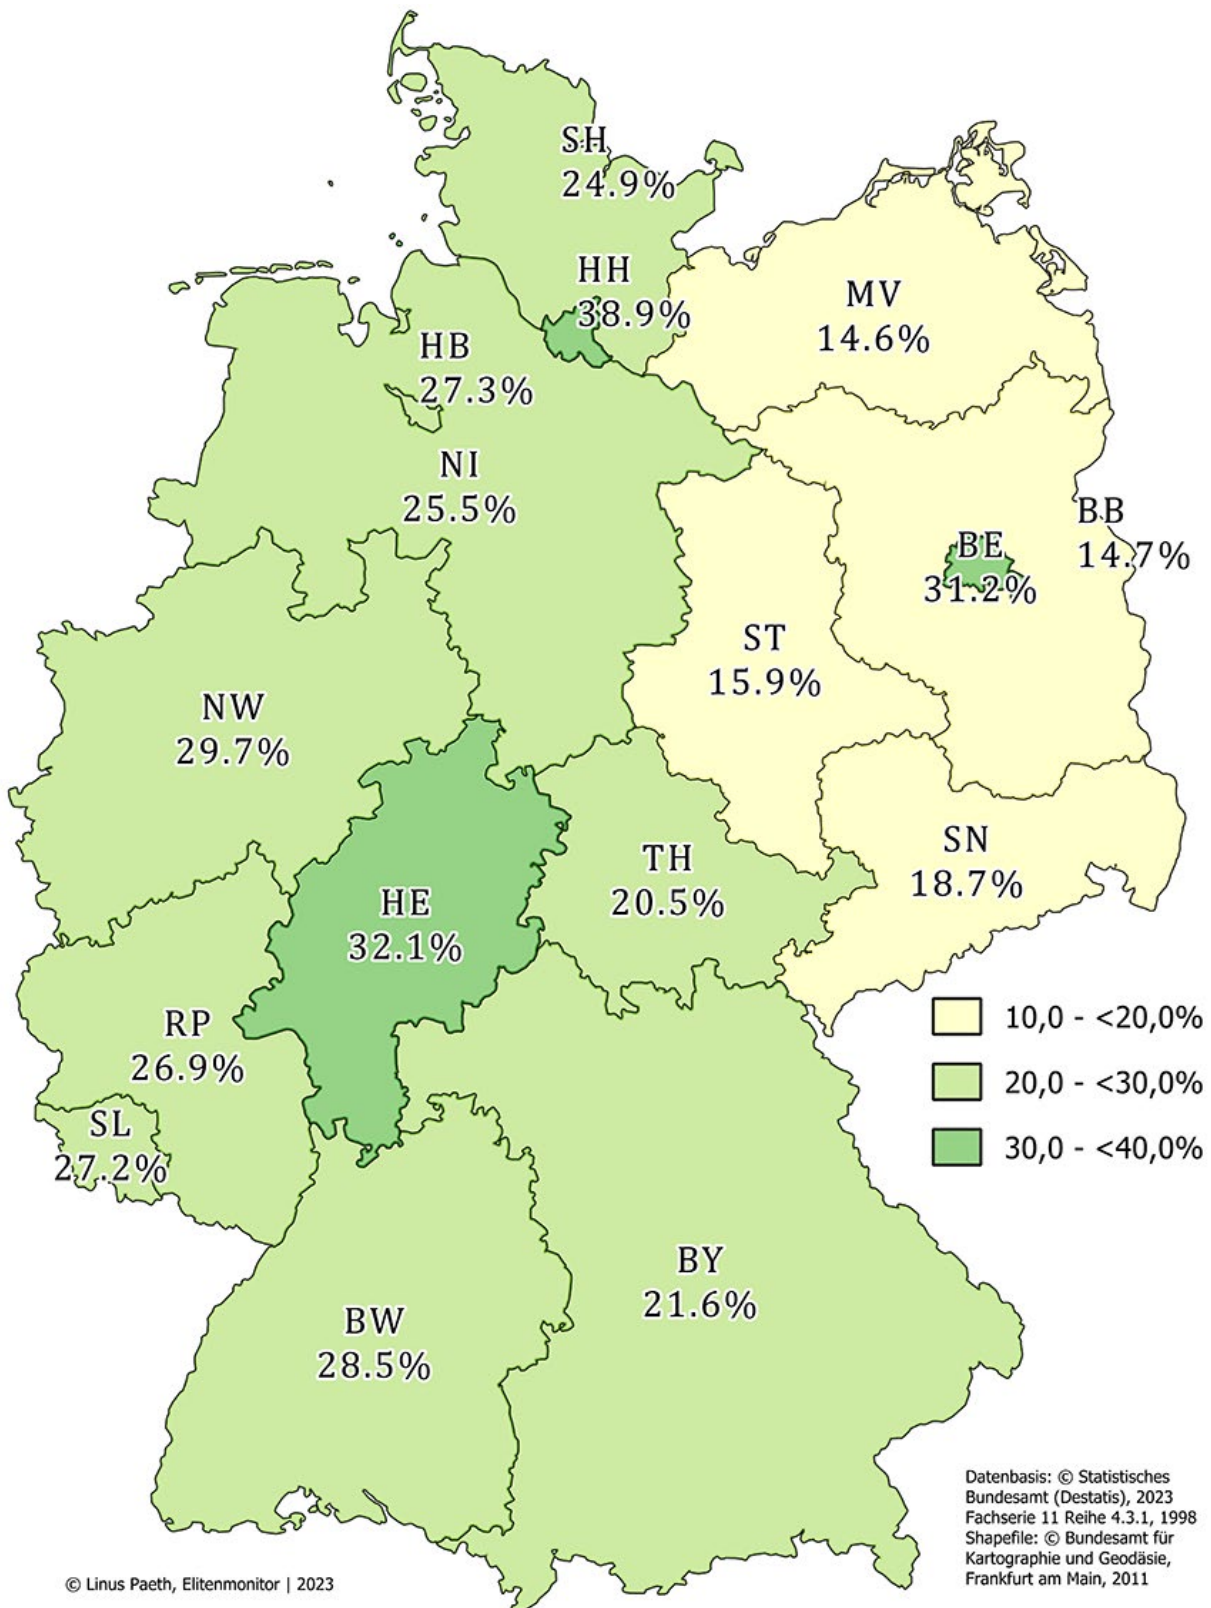 SH
24.9%
HH
38.9%
MV
14.6%
HB
27.3%
NI
25.5%
BB
14.7%
BE
31.2%
ST
15.9%
NW
29.7%
SN
18.7%
TH
20.5%
HE
32.1%
RP
26.9%
SL
27.2%
10,0 - <20,0%
20,0 - <30,0%
30,0 - <40,0%
BY
21.6%
BW
28.5%
Datenbasis: © Statistisches
Bundesamt (Destatis), 2023
Fachserie 11 Reihe 4.3.1, 1998
Shapefile: © Bundesamt für
Kartographie und Geodäsie,
Frankfurt am Main, 2011
© Linus Paeth, Elitenmonitor | 2023